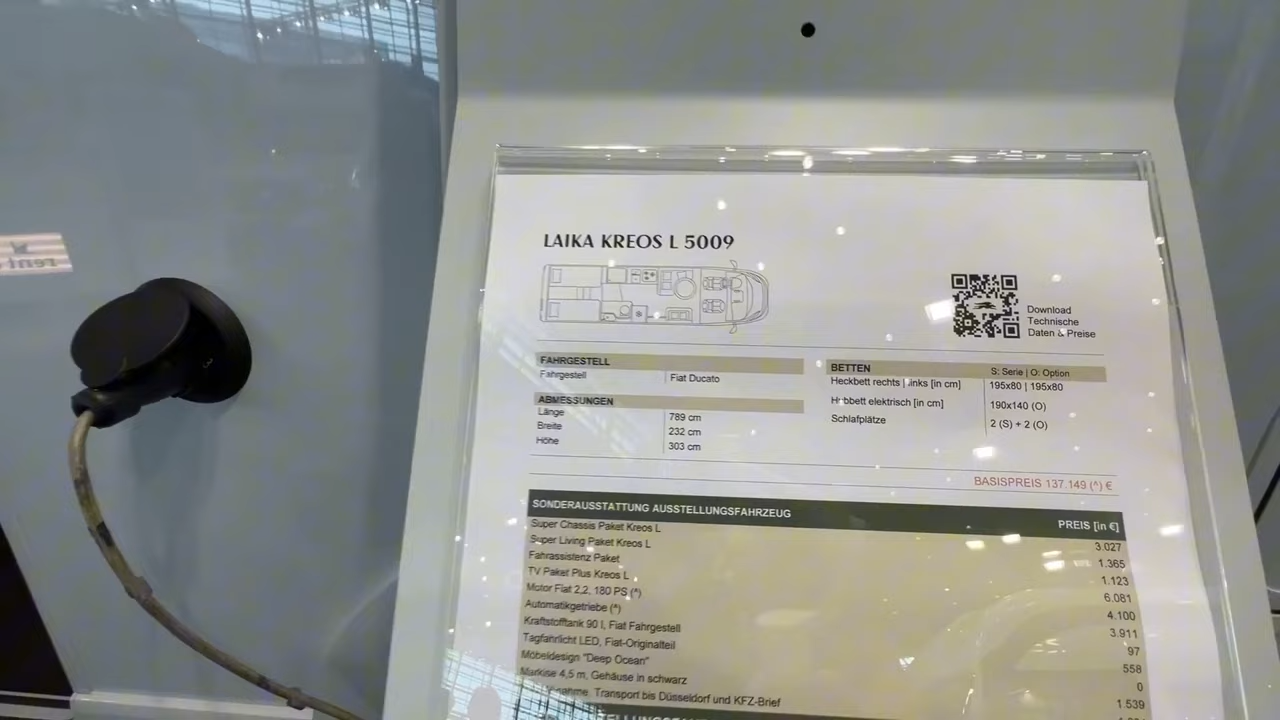 LAIKA KREOS L 5009
Download
Technische
Daten & Preise
FAHRGESTELL
Fahrgestell Fiat Ducato
ABMESSUNGEN
Länge 789 cm
Breite 232 cm
Höhe 303 cm
BETTEN S: Serie | O: Option
Heckbett rechts | links [in cm] 195x80 | 195x80
Hubbett elektrisch [in cm] 190x140 (O)
Schlafplätze 2 (S) + 2 (O)
BASISPREIS 137.149 (^) €
SONDERAUSSTATTUNG AUSSTELLUNGSFAHRZEUG PREIS [in €]
Super Chassis Paket Kreos L 3.027
Super Living Paket Kreos L 1.365
Fahrassistenz Paket 1.123
TV Paket Plus Kreos L 6.081
Motor Fiat 2.2, 180 PS (^) 4.100
Automatikgetriebe (^) 3.911
Kraftstofftank 90 l, Fiat Fahrgestell 97
Tagfahrlicht LED, Fiat-Originalteil 558
Möbeldesign "Deep Ocean" 0
Markise 4,5 m, Gehäuse in schwarz 1.539
Transport bis Düsseldorf und KFZ-Brief
rent